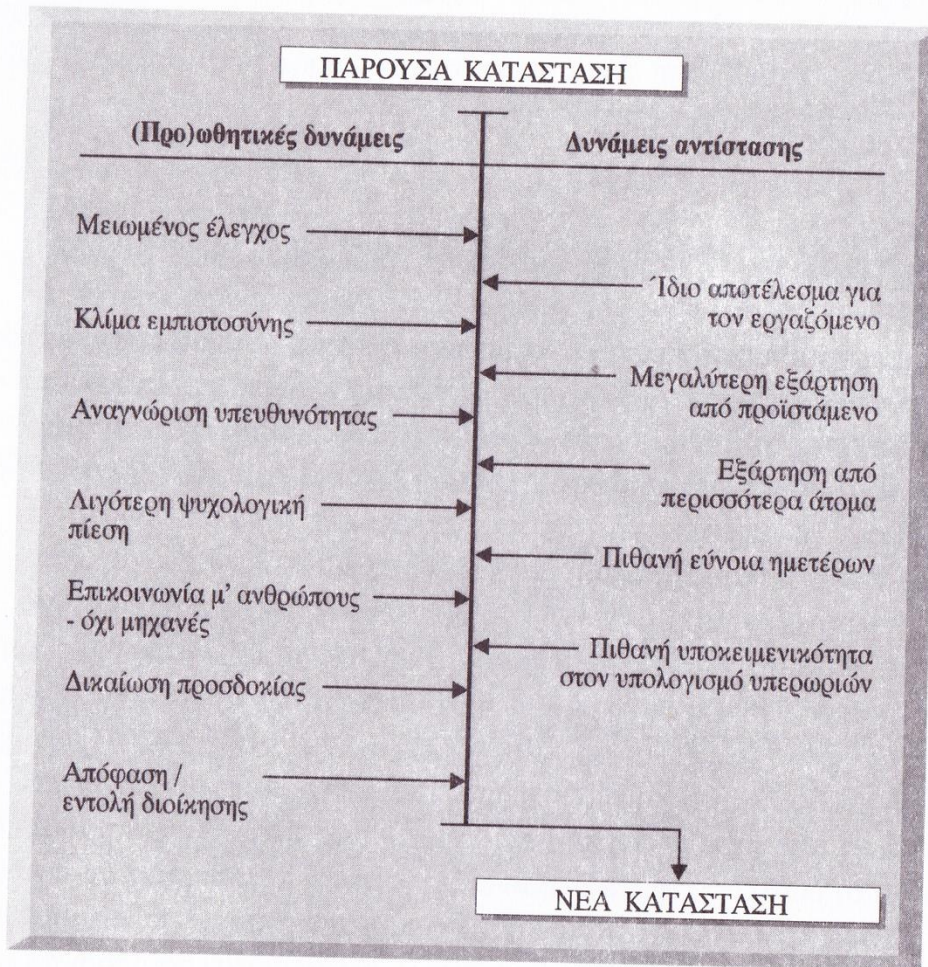 ΠΑΡΟΥΣΑ ΚΑΤΑΣΤΑΣΗ
(Προ)ωθητικές δυνάμεις
Δυνάμεις αντίστασης
Μειωμένος έλεγχος
Ίδιο αποτέλεσμα για
τον εργαζόμενο
Κλίμα εμπιστοσύνης
Μεγαλύτερη εξάρτηση
από προϊστάμενο
Αναγνώριση υπευθυνότητας
Εξάρτηση από
περισσότερα άτομα
Λιγότερη ψυχολογική
πίεση
Πιθανή εύνοια ημετέρων
Επικοινωνία μ' ανθρώπους
- όχι μηχανές
Πιθανή υποκειμενικότητα
στον υπολογισμό υπερωριών
Δικαίωση προσδοκίας
Απόφαση /
εντολή διοίκησης
ΝΕΑ ΚΑΤΑΣΤΑΣΗ